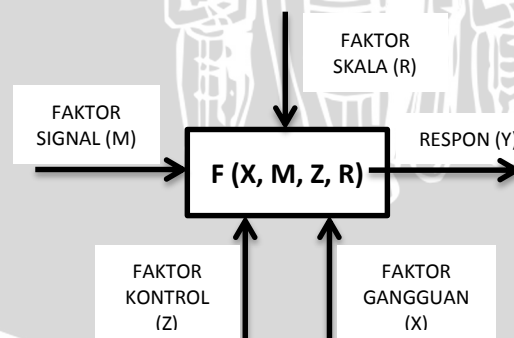 FAKTOR
SKALA (R)
FAKTOR
SIGNAL (M)
RESPON (Y)
F (X, M, Z, R)
FAKTOR
KONTROL
(Z)
FAKTOR
GANGGUAN
(X)